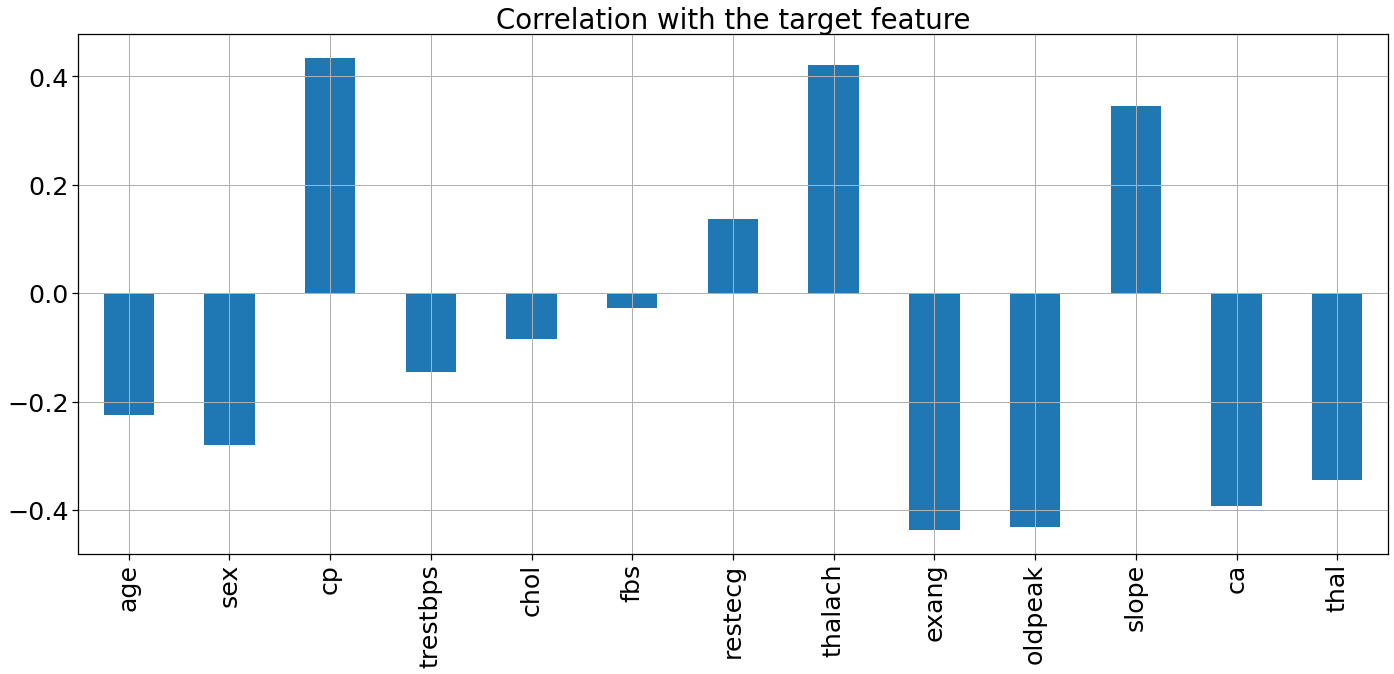 Correlation with the target feature
0.4
0.2
0.0
−0.2
−0.4
age
sex
cp
trestbps
chol
fbs
restecg
thalach
exang
oldpeak
slope
ca
thal